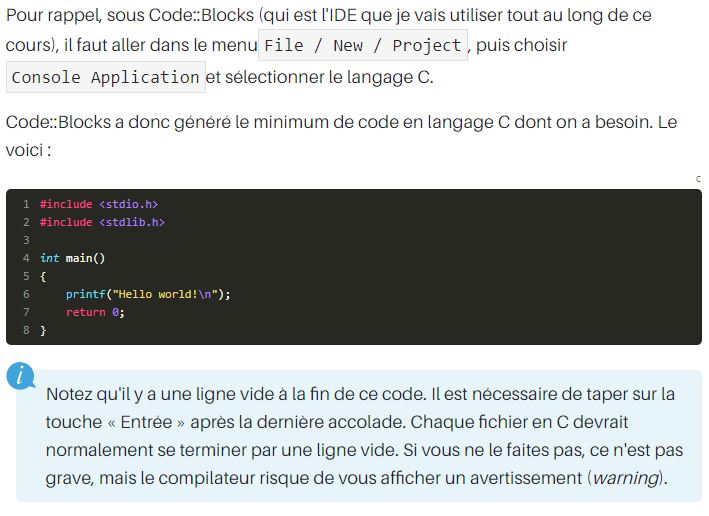 Pour rappel, sous Code::Blocks (qui est l'IDE que je vais utiliser tout au long de ce
cours), il faut aller dans le menu File / New / Project , puis choisir
Console Application et sélectionner le langage C.
Code::Blocks a donc généré le minimum de code en langage C dont on a besoin. Le
voici :
C
1 #include <stdio.h>
2 #include <stdlib.h>
3
4 int main()
5 {
6     printf("Hello world!\n");
7     return 0;
8 }
i
Notez qu'il y a une ligne vide à la fin de ce code. Il est nécessaire de taper sur la
touche « Entrée » après la dernière accolade. Chaque fichier en C devrait
normalement se terminer par une ligne vide. Si vous ne le faites pas, ce n'est pas
grave, mais le compilateur risque de vous afficher un avertissement (warning).